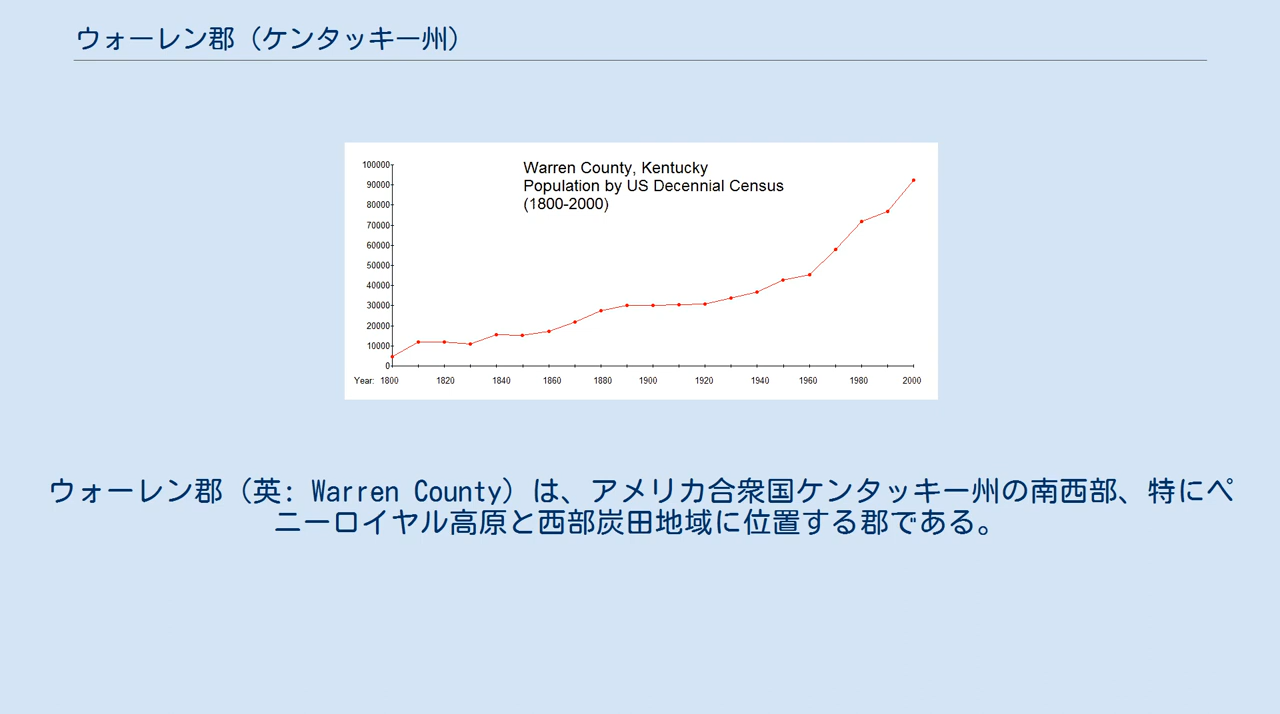 ウォーレン郡（ケンタッキー州）
Warren County, Kentucky
Population by US Decennial Census
(1800-2000)
100000
90000
80000
70000
60000
50000
40000
30000
20000
10000
0
Year: 1800 1820 1840 1860 1880 1900 1920 1940 1960 1980 2000
ウォーレン郡（英: Warren County）は、アメリカ合衆国ケンタッキー州の南西部、特にペ
ニーロイヤル高原と西部炭田地域に位置する郡である。